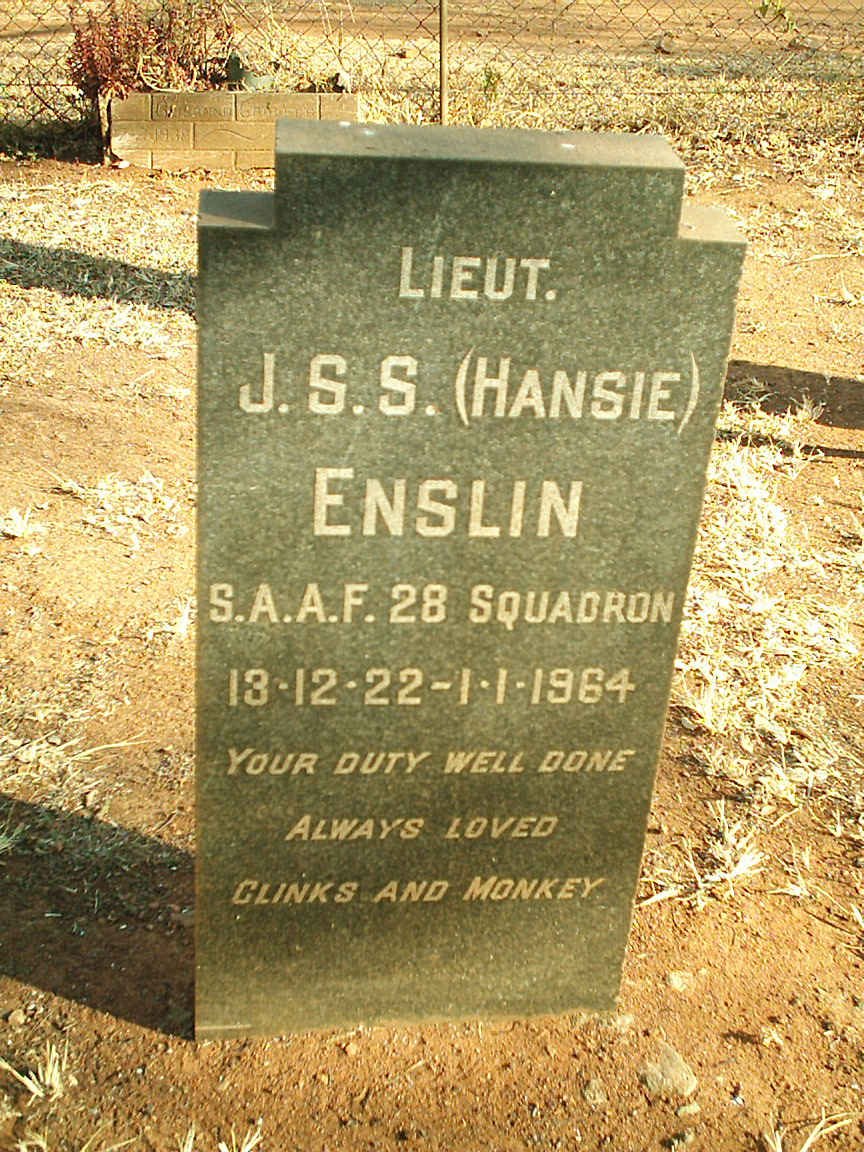 LIEUT.
J.S.S. (HANSIE)
ENSLIN
S.A.A.F. 28 SQUADRON
13·12·22-1·1·1964
YOUR DUTY WELL DONE
ALWAYS LOVED
CLINKS AND MONKEY